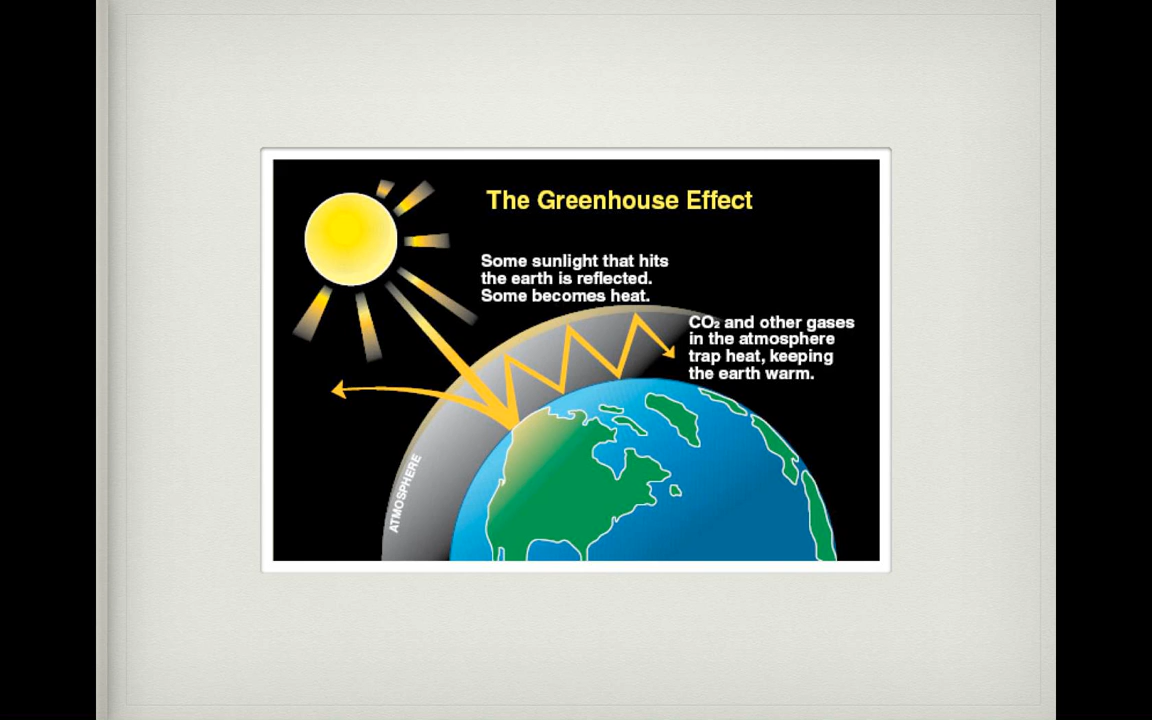 The Greenhouse Effect
Some sunlight that hits
the earth is reflected.
Some becomes heat.
CO₂ and other gases
in the atmosphere
trap heat, keeping
the earth warm.
ATMOSPHERE